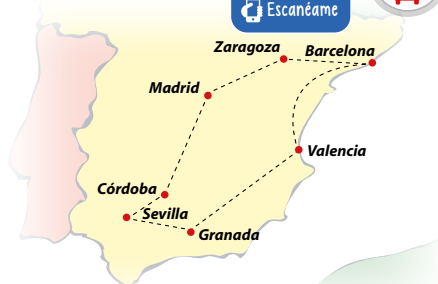 Escanéame
Zaragoza
Barcelona
Madrid
Valencia
Córdoba
Sevilla
Granada